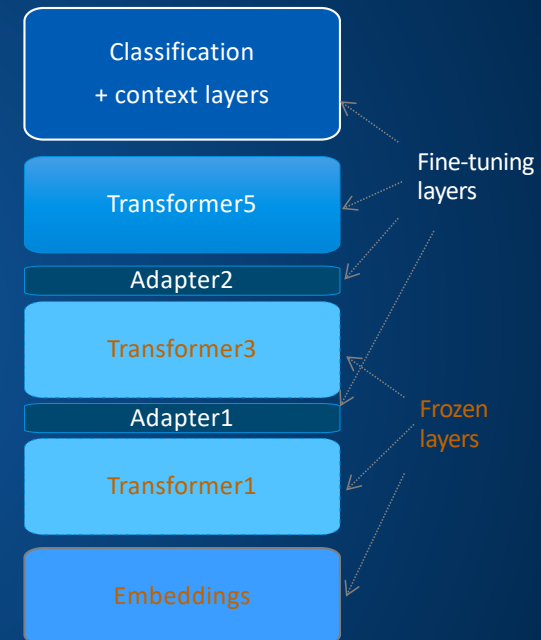 Classification
+ context layers
Fine-tuning
layers
Transformer5
Adapter2
Transformer3
Adapter1
Frozen
layers
Transformer1
Embeddings